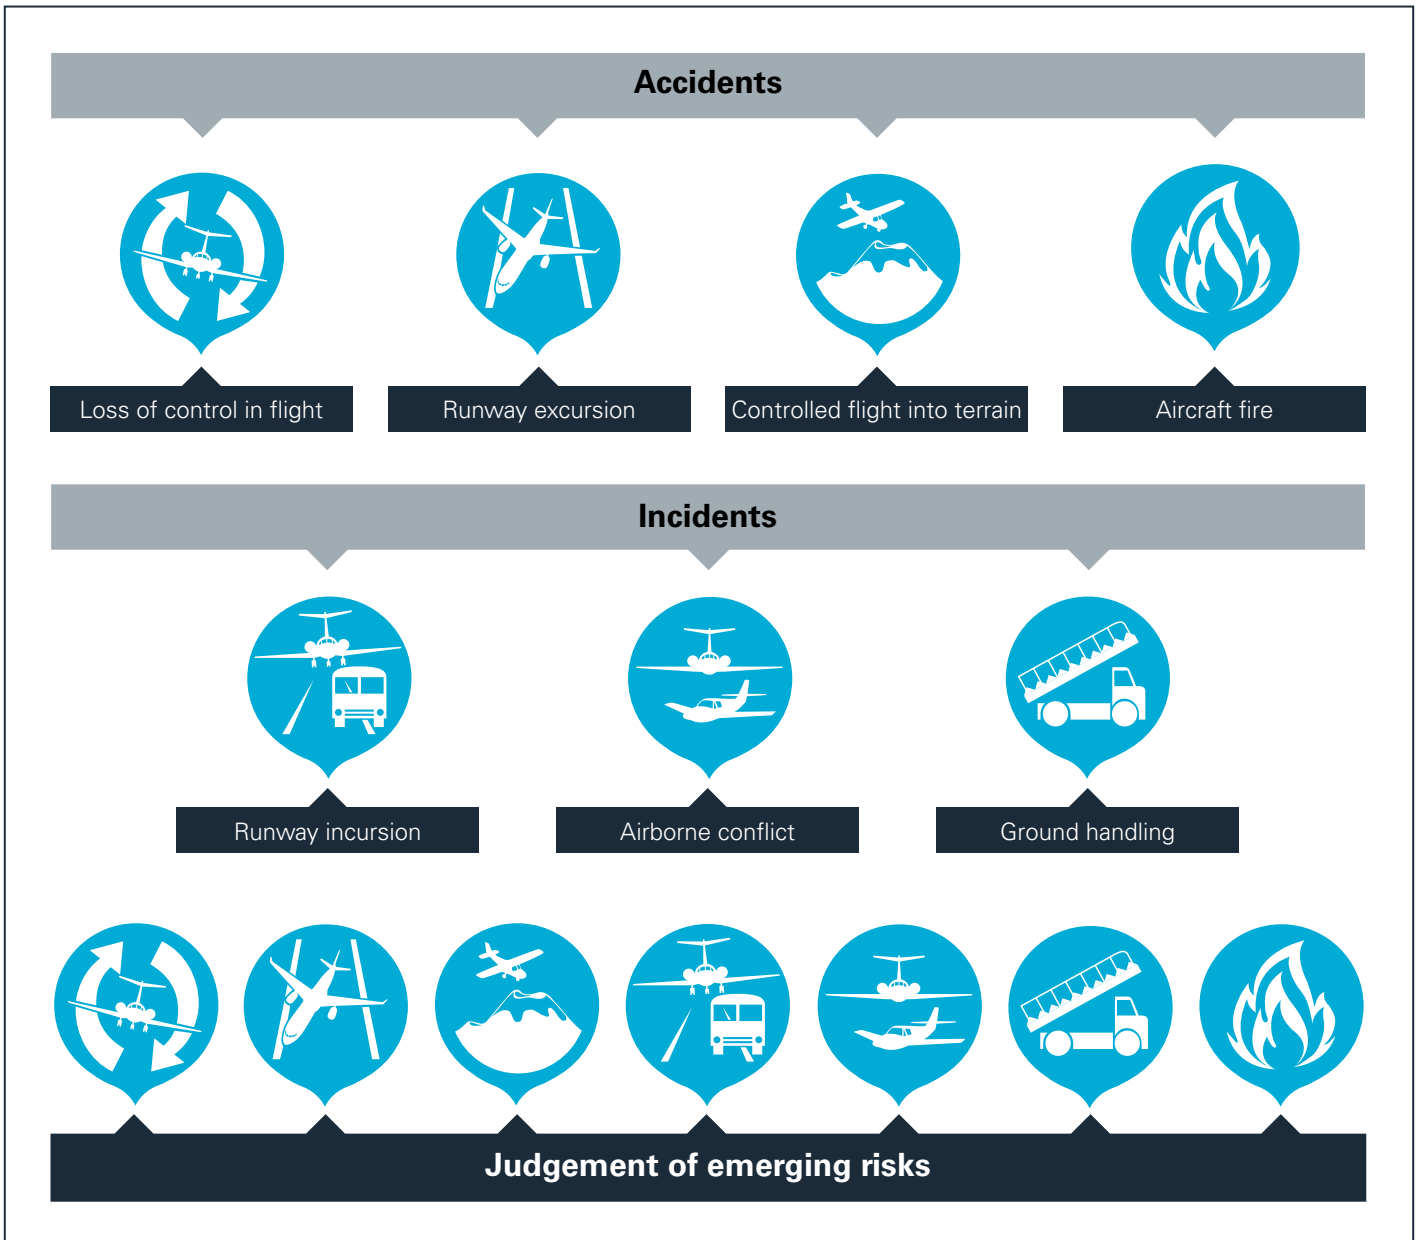 Accidents
Loss of control in flight
Runway excursion
Controlled flight into terrain
Aircraft fire
Incidents
Runway incursion
Airborne conflict
Ground handling
Judgement of emerging risks